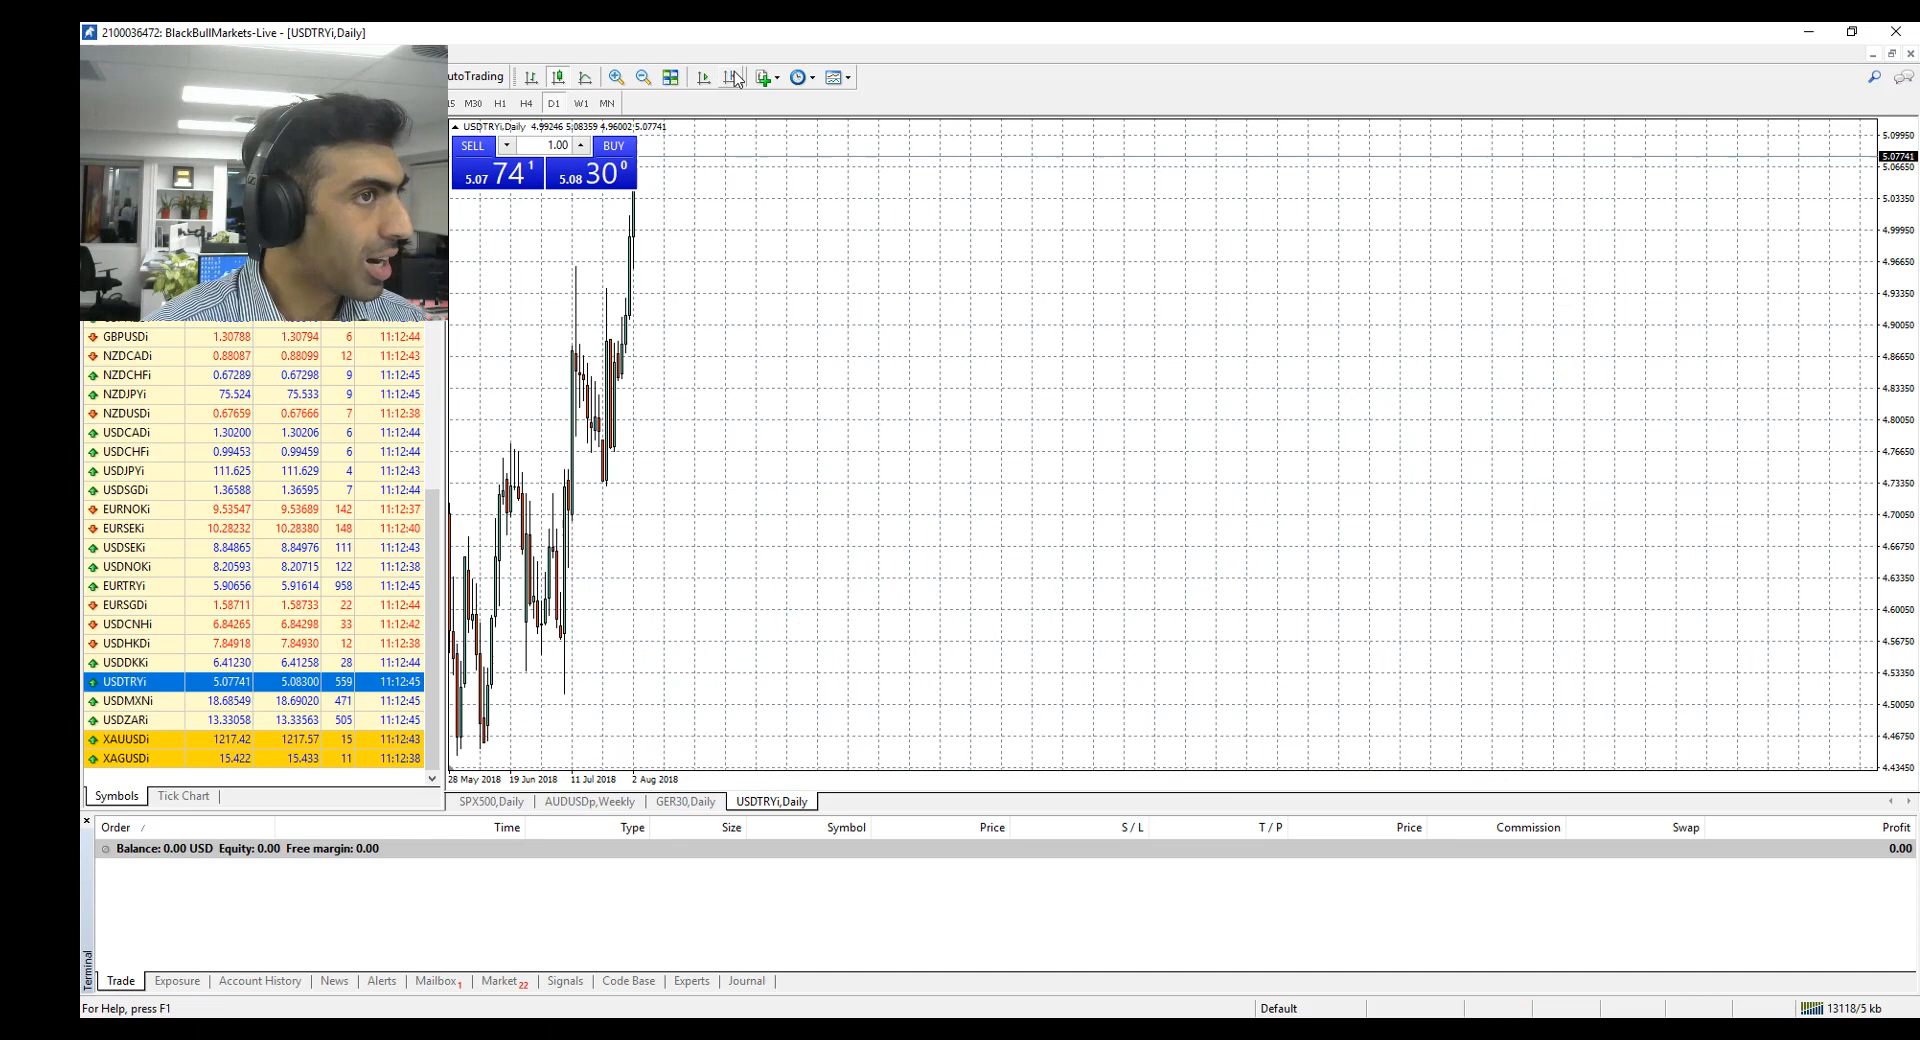 2100036472: BlackBullMarkets-Live - [USDTRYi,Daily]
utoTrading
15 M30 H1 H4 D1 W1 MN
USDTRYi,Daily 4.99246 5.08359 4.96002 5.07741
SELL 1.00 BUY
5.07 74 1 5.08 30 0
5.09950
5.07741
5.06650
5.03350
4.99950
4.96650
4.93350
4.90050
4.86650
4.83350
4.80050
4.76650
4.73350
4.70050
4.66750
4.63350
4.60050
4.56750
4.53350
4.50050
4.46750
4.43450
28 May 2018 19 Jun 2018 11 Jul 2018 2 Aug 2018
GBPUSDi 1.30788 1.30794 6 11:12:44
NZDCADi 0.88087 0.88099 12 11:12:43
NZDCHFi 0.67289 0.67298 9 11:12:45
NZDJPYi 75.524 75.533 9 11:12:45
NZDUSDi 0.67659 0.67666 7 11:12:38
USDCADi 1.30200 1.30206 6 11:12:44
USDCHFi 0.99453 0.99459 6 11:12:44
USDJPYi 111.625 111.629 4 11:12:43
USDSGDi 1.36588 1.36595 7 11:12:44
EURNOKi 9.53547 9.53689 142 11:12:37
EURSEKi 10.28232 10.28380 148 11:12:40
USDSEKi 8.84865 8.84976 111 11:12:43
USDNOKi 8.20593 8.20715 122 11:12:38
EURTRYi 5.90656 5.91614 958 11:12:45
EURSGDi 1.58711 1.58733 22 11:12:44
USDCNHi 6.84265 6.84298 33 11:12:42
USDHKDi 7.84918 7.84930 12 11:12:38
USDDKKi 6.41230 6.41258 28 11:12:44
USDTRYi 5.07741 5.08300 559 11:12:45
USDMXNi 18.68549 18.69020 471 11:12:45
USDZARi 13.33058 13.33563 505 11:12:45
XAUUSDi 1217.42 1217.57 15 11:12:43
XAGUSDi 15.422 15.433 11 11:12:38
Symbols Tick Chart
SPX500,Daily AUDUSDp,Weekly GER30,Daily USDTRYi,Daily
Order / Time Type Size Symbol Price S / L T / P Price Commission Swap Profit
Balance: 0.00 USD Equity: 0.00 Free margin: 0.00 0.00
Terminal
Trade Exposure Account History News Alerts Mailbox 1 Market 22 Signals Code Base Experts Journal
For Help, press F1 Default 13118/5 kb